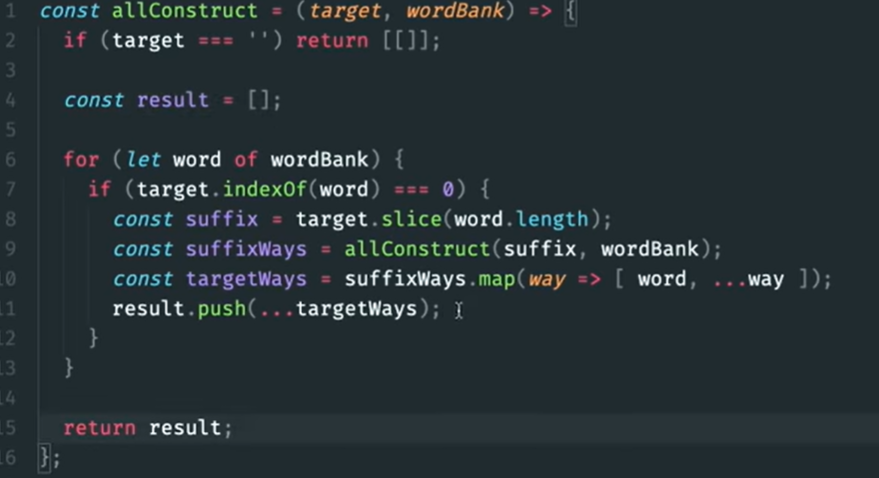 1 const allConstruct = (target, wordBank) => {
2 if (target === '') return [[]];
3
4 const result = [];
5
6 for (let word of wordBank) {
7 if (target.indexOf(word) === 0) {
8 const suffix = target.slice(word.length);
9 const suffixWays = allConstruct(suffix, wordBank);
10 const targetWays = suffixWays.map(way => [ word, ...way ]);
11 result.push(...targetWays);
12 }
13 }
14
15 return result;
16 };